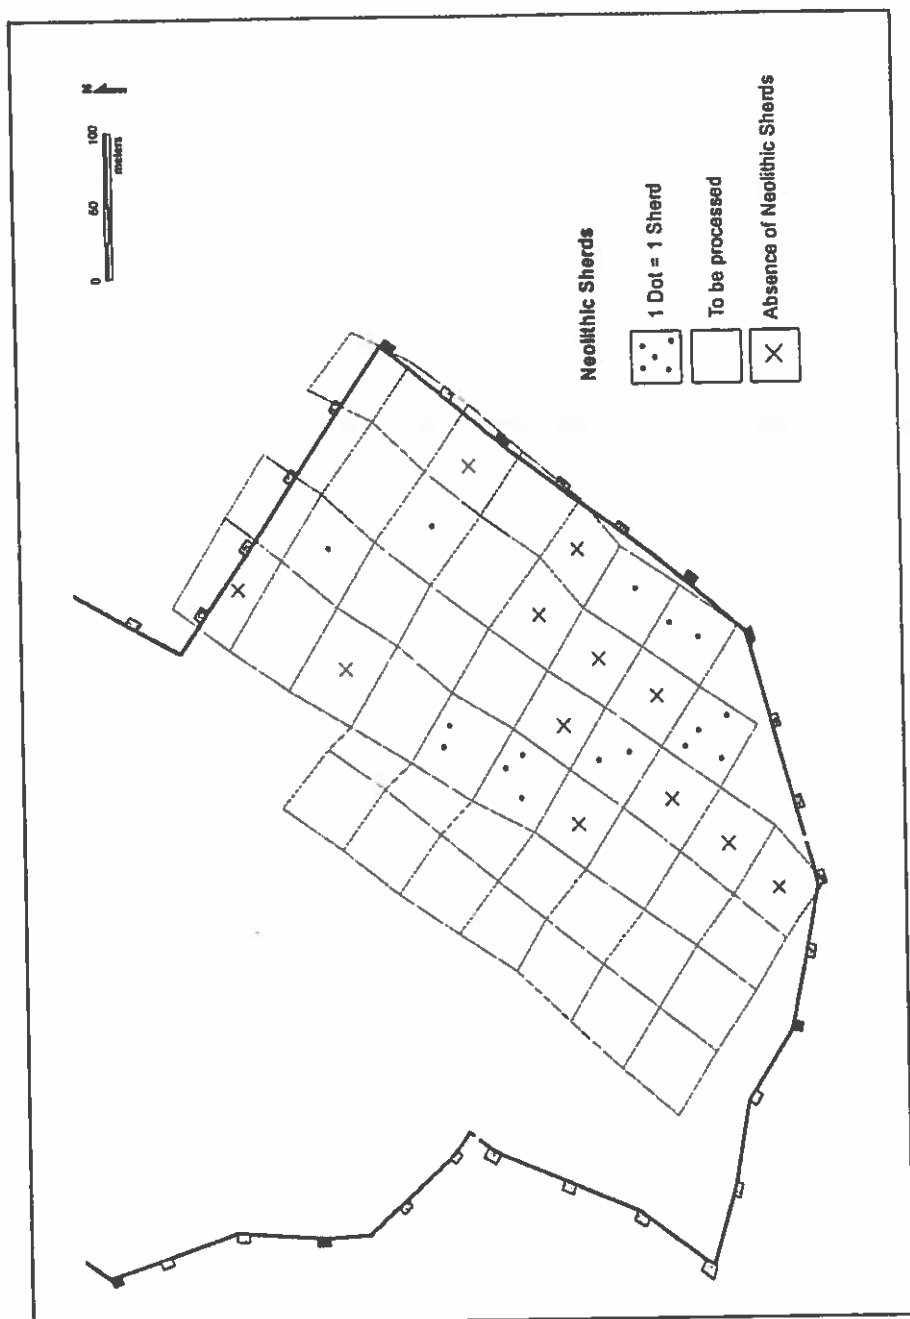 N
0 50 100
meters
Neolithic Sherds
1 Dot = 1 Sherd
To be processed
Absence of Neolithic Sherds